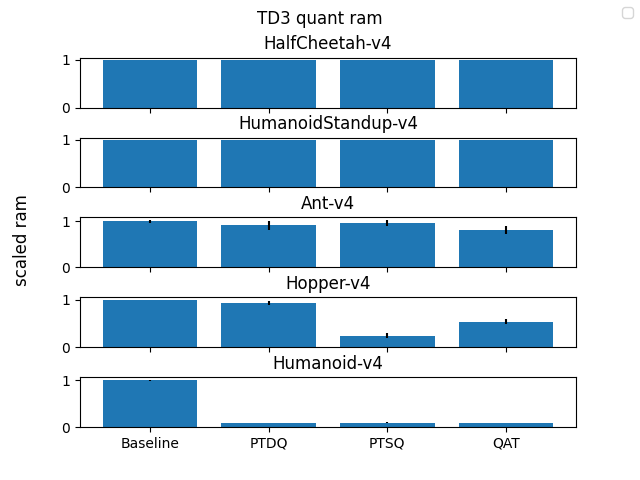 TD3 quant ram
HalfCheetah-v4
1
0
HumanoidStandup-v4
1
0
Ant-v4
1
0
Hopper-v4
1
0
Humanoid-v4
1
0
scaled ram
Baseline PTDQ PTSQ QAT